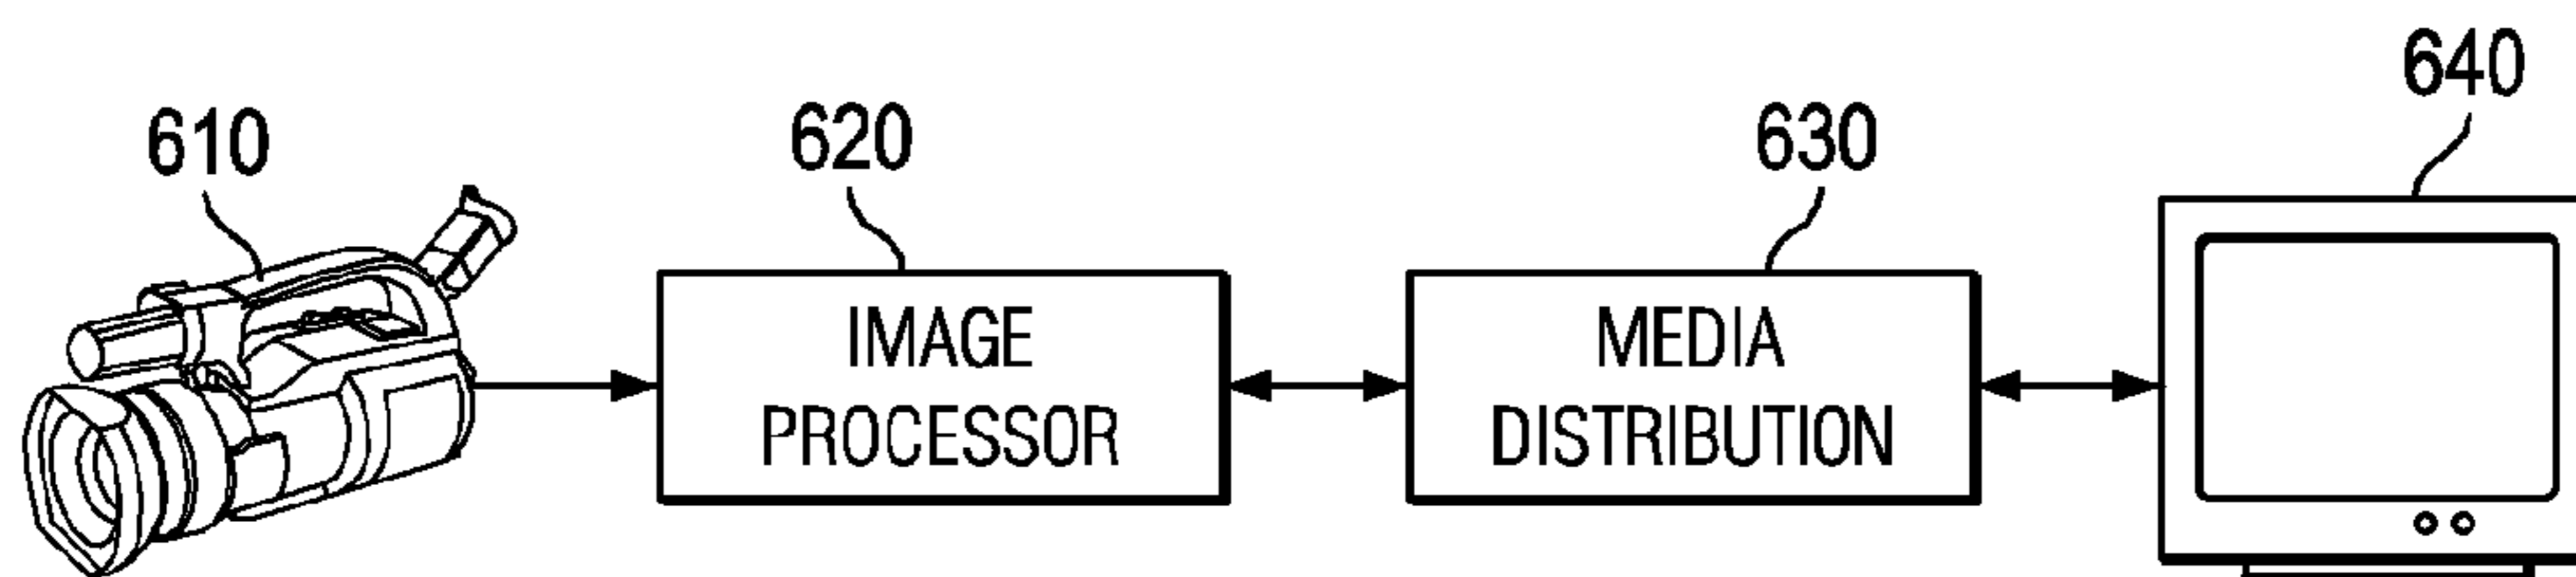 610
620
630
640
IMAGE
PROCESSOR
MEDIA
DISTRIBUTION